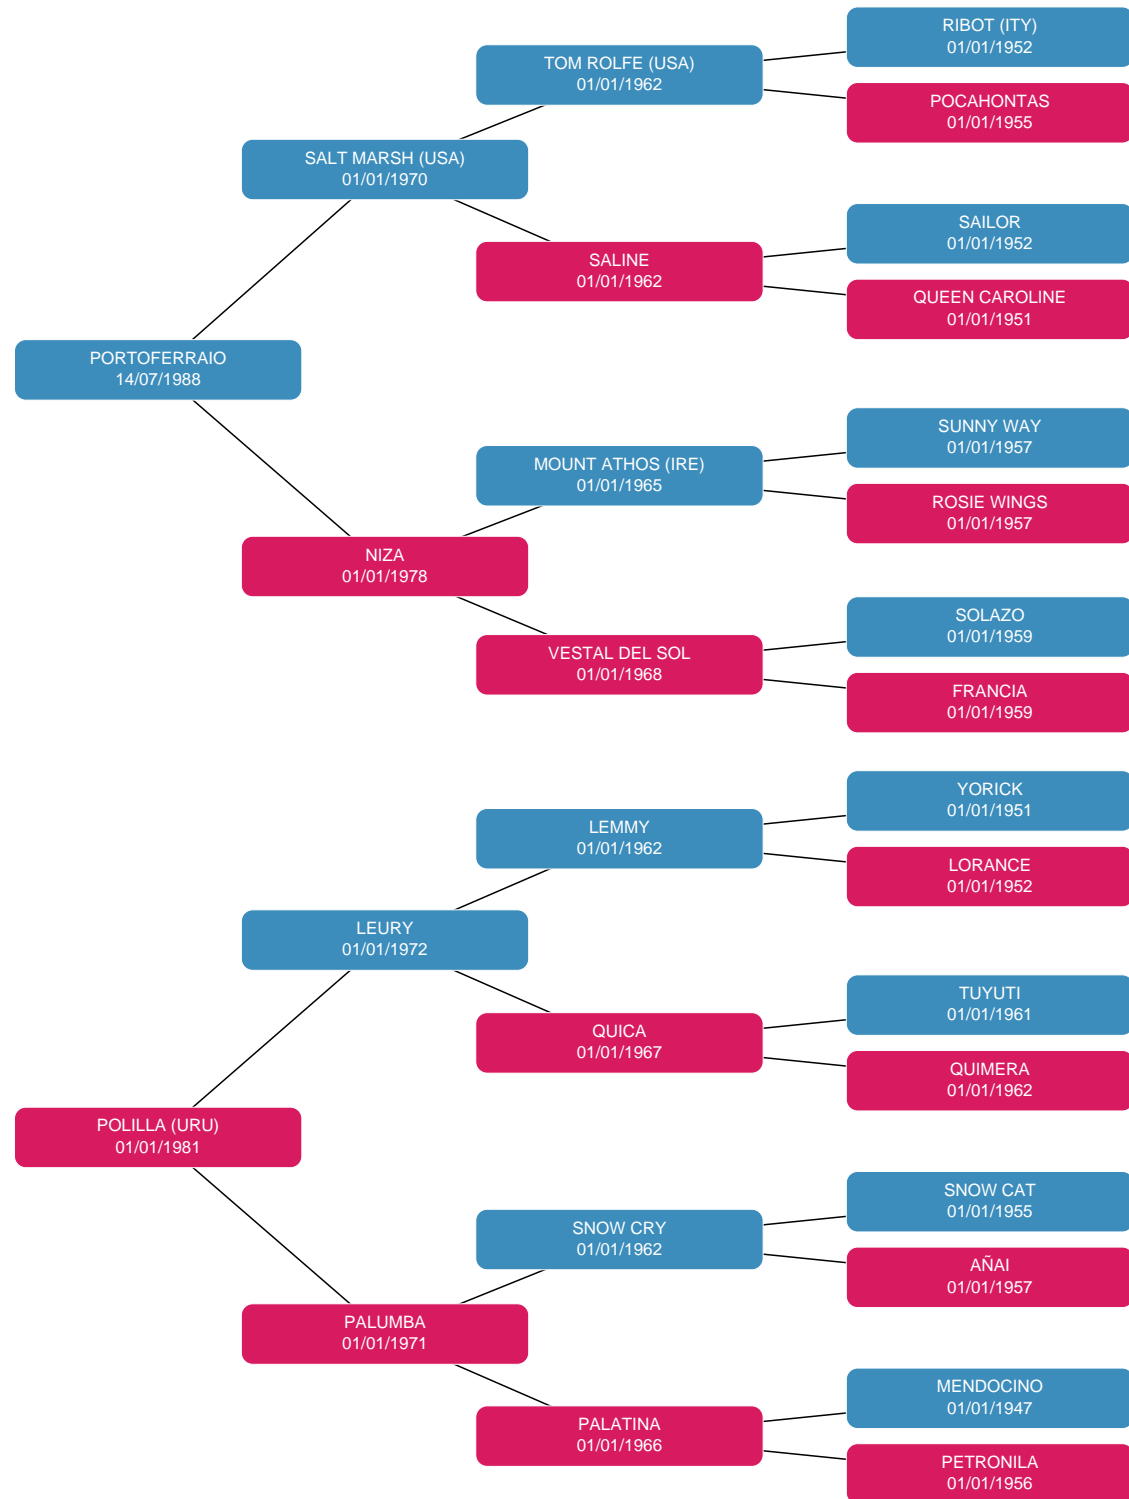 RIBOT (ITY)
01/01/1952
TOM ROLFE (USA)
01/01/1962
POCAHONTAS
01/01/1955
SALT MARSH (USA)
01/01/1970
SAILOR
01/01/1952
SALINE
01/01/1962
QUEEN CAROLINE
01/01/1951
PORTOFERRAIO
14/07/1988
SUNNY WAY
01/01/1957
MOUNT ATHOS (IRE)
01/01/1965
ROSIE WINGS
01/01/1957
NIZA
01/01/1978
SOLAZO
01/01/1959
VESTAL DEL SOL
01/01/1968
FRANCIA
01/01/1959
YORICK
01/01/1951
LEMMY
01/01/1962
LORANCE
01/01/1952
LEURY
01/01/1972
TUYUTI
01/01/1961
QUICA
01/01/1967
QUIMERA
01/01/1962
POLILLA (URU)
01/01/1981
SNOW CAT
01/01/1955
SNOW CRY
01/01/1962
AÑAI
01/01/1957
PALUMBA
01/01/1971
MENDOCINO
01/01/1947
PALATINA
01/01/1966
PETRONILA
01/01/1956